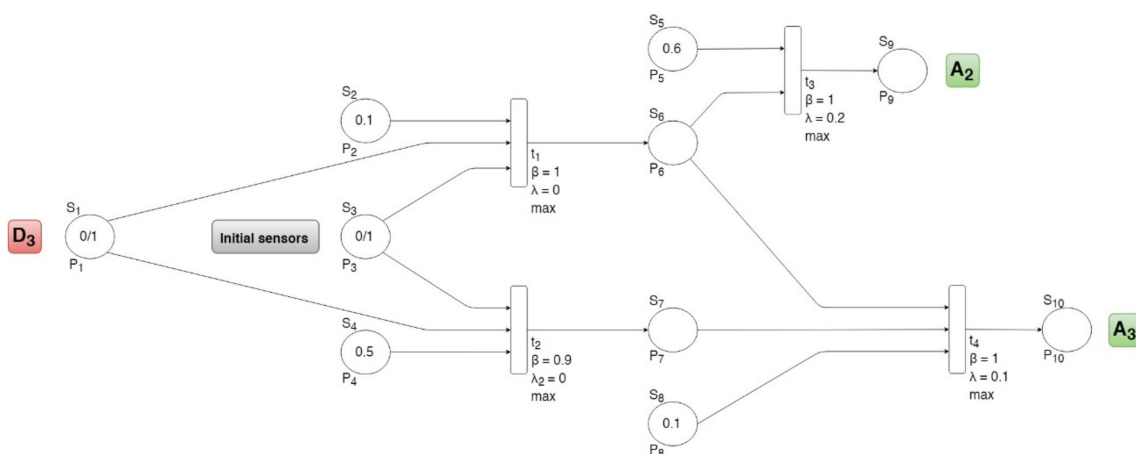 S₅
0.6
P₅
S₉
P₉
A₂
t₃
β = 1
λ = 0.2
max
S₂
0.1
P₂
S₆
P₆
t₁
β = 1
λ = 0
max
S₁
0/1
P₁
D₃
Initial sensors
S₃
0/1
P₃
S₄
0.5
P₄
t₂
β = 0.9
λ₂ = 0
max
S₇
P₇
S₁₀
P₁₀
A₃
t₄
β = 1
λ = 0.1
max
S₈
0.1
P₈